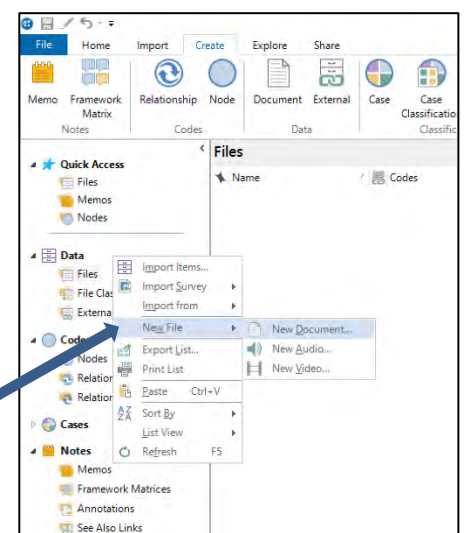 File Home Import Create Explore Share
Memo Framework Matrix Relationship Node Document External Case Case Classificatio
Notes Codes Data Classific
Files
Name Codes
Quick Access
Files
Memos
Nodes
Data
Files
File Clas
Externa
Code
Nodes
Relation
Relation
Cases
Notes
Memos
Framework Matrices
Annotations
See Also Links
Import Items...
Import Survey
Import from
New File
Export List...
Print List
Paste Ctrl+V
Sort By
List View
Refresh F5
New Document...
New Audio...
New Video...